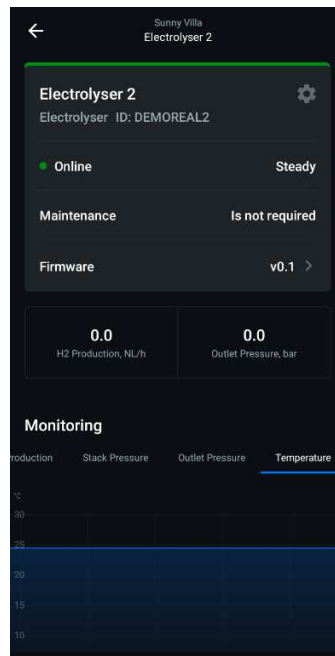 Sunny Villa
Electrolyser 2
Electrolyser 2
Electrolyser ID: DEMOREAL2
Online Steady
Maintenance Is not required
Firmware v0.1
0.0 0.0
H2 Production, NL/h Outlet Pressure, bar
Monitoring
roduction Stack Pressure Outlet Pressure Temperature
°C
30
25
20
15
10